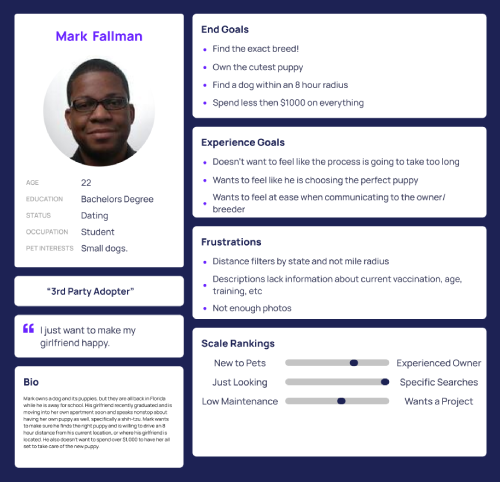 Mark Fallman
AGE 22
EDUCATION Bachelors Degree
STATUS Dating
OCCUPATION Student
PET INTERESTS Small dogs.
“3rd Party Adopter”
I just want to make my
girlfriend happy.
Bio
Mark owns a dog and its puppies, but they are all back in Florida
while he is away for school. His girlfriend recently graduated and is
moving into her own apartment soon and speaks nonstop about
having her own puppy as well, specifically a shih-tzu. Mark wants
to make sure he finds the right puppy and is willing to drive an 8
hour distance from his current location, or where his girlfriend is
located. He also doesn't want to spend over $1,000 to have her all
set to take care of the new puppy.
End Goals
• Find the exact breed!
• Own the cutest puppy
• Find a dog within an 8 hour radius
• Spend less then $1000 on everything
Experience Goals
• Doesn't want to feel like the process is going to take too long
• Wants to feel like he is choosing the perfect puppy
• Wants to feel at ease when communicating to the owner/
breeder
Frustrations
• Distance filters by state and not mile radius
• Descriptions lack information about current vaccination, age,
training, etc
• Not enough photos
Scale Rankings
New to Pets Experienced Owner
Just Looking Specific Searches
Low Maintenance Wants a Project